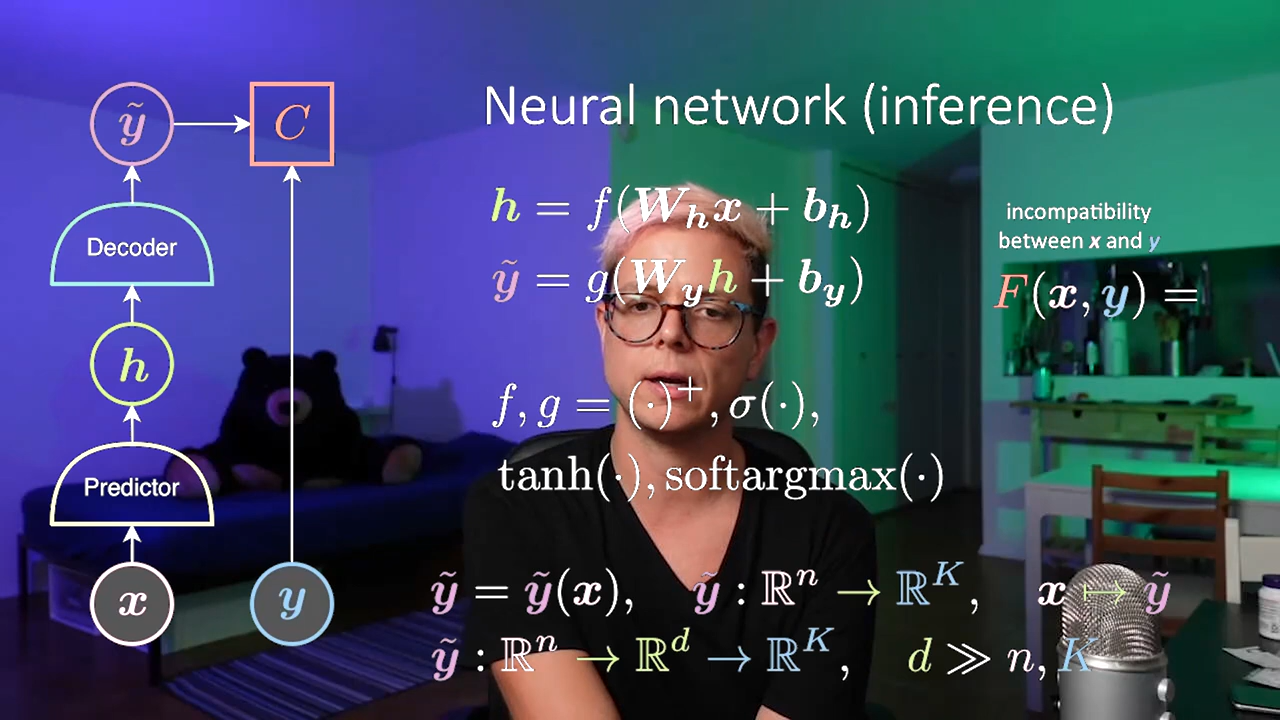 Neural network (inference)
ỹ
C
Decoder
h
Predictor
x
y
h = f(W_h x + b_h)
ỹ = g(W_y h + b_y)
f, g = (·)⁺, σ(·),
tanh(·), softargmax(·)
incompatibility
between x and y
F(x, y) =
ỹ = ỹ(x), ỹ : ℝⁿ → ℝᴷ, x ↦ ỹ
ỹ : ℝⁿ → ℝᵈ → ℝᴷ, d ≫ n, K